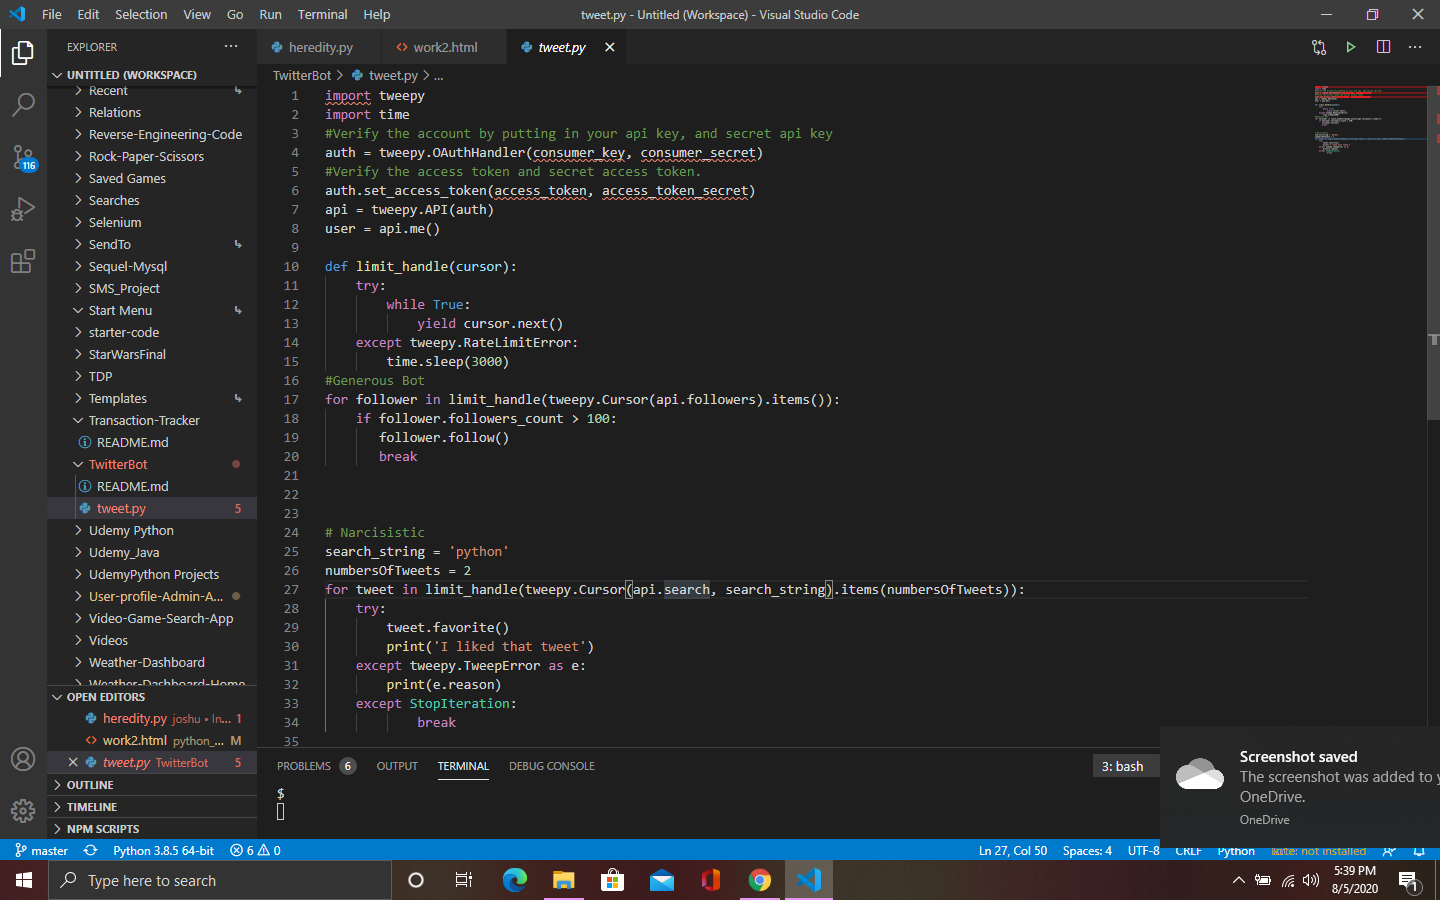 File Edit Selection View Go Run Terminal Help tweet.py - Untitled (Workspace) - Visual Studio Code
EXPLORER
heredity.py work2.html tweet.py
UNTITLED (WORKSPACE)
TwitterBot > tweet.py > ...
Recent
Relations
Reverse-Engineering-Code
Rock-Paper-Scissors
Saved Games
Searches
Selenium
SendTo
Sequel-Mysql
SMS_Project
Start Menu
starter-code
StarWarsFinal
TDP
Templates
Transaction-Tracker
README.md
TwitterBot
README.md
tweet.py 5
Udemy Python
Udemy_Java
UdemyPython Projects
User-profile-Admin-A...
Video-Game-Search-App
Videos
Weather-Dashboard
Weather-Dashboard-Home
116
OPEN EDITORS
heredity.py joshu • In... 1
work2.html python_... M
tweet.py TwitterBot 5
OUTLINE
TIMELINE
NPM SCRIPTS
1 import tweepy
2 import time
3 #Verify the account by putting in your api key, and secret api key
4 auth = tweepy.OAuthHandler(consumer_key, consumer_secret)
5 #Verify the access token and secret access token.
6 auth.set_access_token(access_token, access_token_secret)
7 api = tweepy.API(auth)
8 user = api.me()
9
10 def limit_handle(cursor):
11 try:
12 while True:
13 yield cursor.next()
14 except tweepy.RateLimitError:
15 time.sleep(3000)
16 #Generous Bot
17 for follower in limit_handle(tweepy.Cursor(api.followers).items()):
18 if follower.followers_count > 100:
19 follower.follow()
20 break
21
22
23
24 # Narcisistic
25 search_string = 'python'
26 numbersOfTweets = 2
27 for tweet in limit_handle(tweepy.Cursor(api.search, search_string).items(numbersOfTweets)):
28 try:
29 tweet.favorite()
30 print('I liked that tweet')
31 except tweepy.TweepError as e:
32 print(e.reason)
33 except StopIteration:
34 break
35
PROBLEMS 6 OUTPUT TERMINAL DEBUG CONSOLE 3: bash
$
Screenshot saved
The screenshot was added to
OneDrive.
OneDrive
master Python 3.8.5 64-bit 6 0 Ln 27, Col 50 Spaces: 4 UTF-8 CRLF Python kite: not installed
Type here to search
5:39 PM
8/5/2020
1